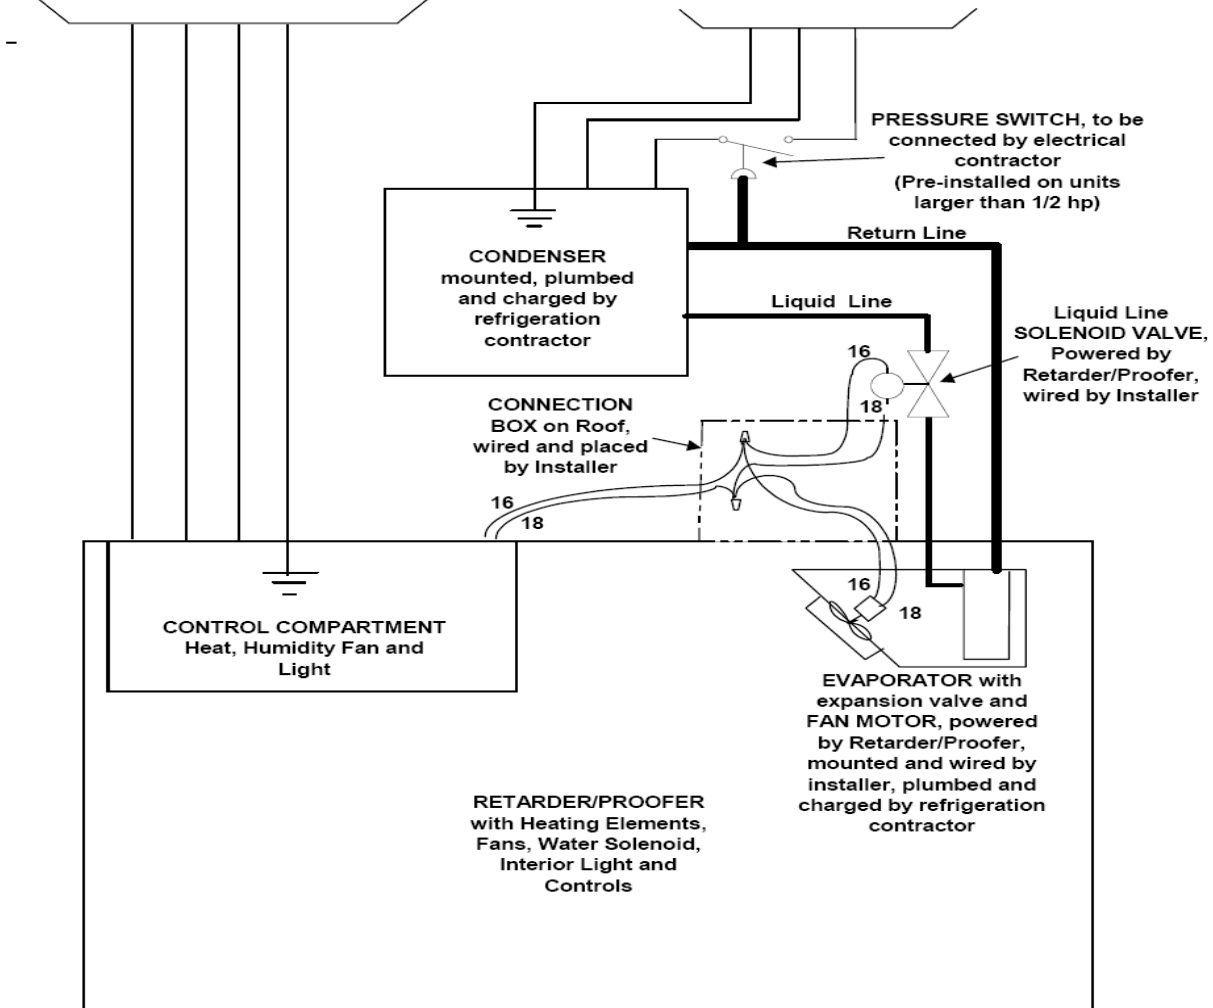 PRESSURE SWITCH, to be
connected by electrical
contractor
(Pre-installed on units
larger than 1/2 hp)
Return Line
CONDENSER
mounted, plumbed
and charged by
refrigeration
contractor
Liquid Line
Liquid Line
SOLENOID VALVE,
Powered by
Retarder/Proofer,
wired by Installer
16
18
CONNECTION
BOX on Roof,
wired and placed
by Installer
16
18
16
18
CONTROL COMPARTMENT
Heat, Humidity Fan and
Light
EVAPORATOR with
expansion valve and
FAN MOTOR, powered
by Retarder/Proofer,
mounted and wired by
installer, plumbed and
charged by refrigeration
contractor
RETARDER/PROOFER
with Heating Elements,
Fans, Water Solenoid,
Interior Light and
Controls